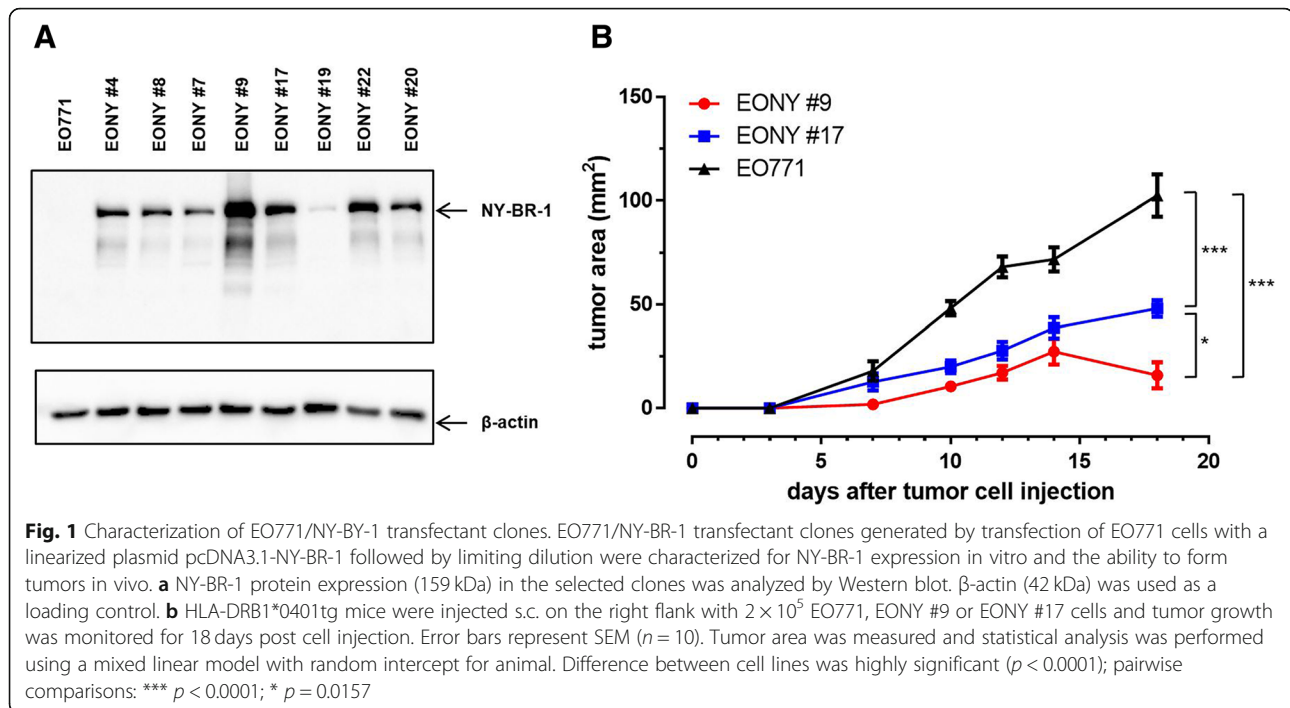 A
EO771
EONY #4
EONY #8
EONY #7
EONY #9
EONY #17
EONY #19
EONY #22
EONY #20
NY-BR-1
β-actin
B
EONY #9
EONY #17
EO771
tumor area (mm²)
150
100
50
0
0
5
10
15
20
days after tumor cell injection
***
*
***
Fig. 1 Characterization of EO771/NY-BY-1 transfectant clones. EO771/NY-BR-1 transfectant clones generated by transfection of EO771 cells with a
linearized plasmid pcDNA3.1-NY-BR-1 followed by limiting dilution were characterized for NY-BR-1 expression in vitro and the ability to form
tumors in vivo. a NY-BR-1 protein expression (159 kDa) in the selected clones was analyzed by Western blot. β-actin (42 kDa) was used as a
loading control. b HLA-DRB1*0401tg mice were injected s.c. on the right flank with 2 × 10⁵ EO771, EONY #9 or EONY #17 cells and tumor growth
was monitored for 18 days post cell injection. Error bars represent SEM (n = 10). Tumor area was measured and statistical analysis was performed
using a mixed linear model with random intercept for animal. Difference between cell lines was highly significant (p < 0.0001); pairwise
comparisons: *** p < 0.0001; * p = 0.0157